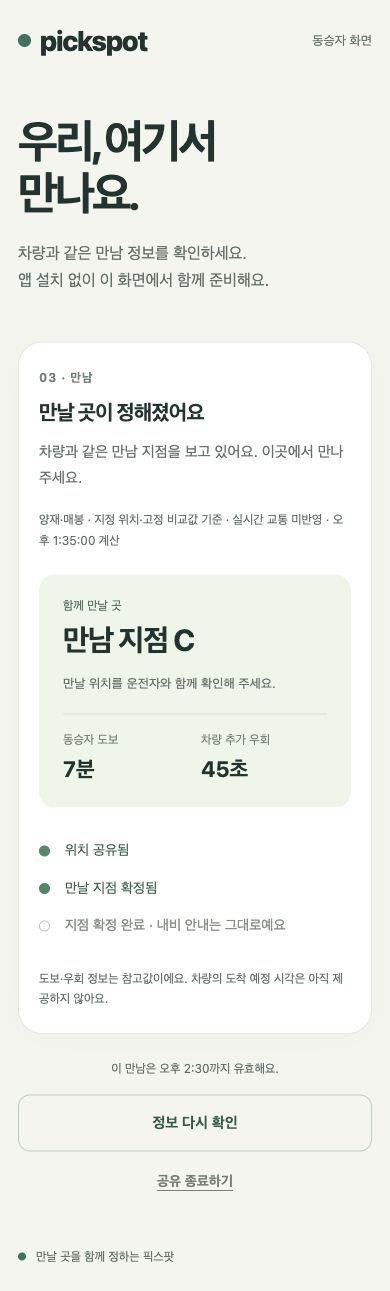 pickspot
동승자 화면
우리, 여기서
만나요.
차량과 같은 만남 정보를 확인하세요.
앱 설치 없이 이 화면에서 함께 준비해요.
03 · 만남
만날 곳이 정해졌어요
차량과 같은 만남 지점을 보고 있어요. 이곳에서 만나
주세요.
양재·매봉 · 지정 위치·고정 비교값 기준 · 실시간 교통 미반영 · 오
후 1:35:00 계산
함께 만날 곳
만남 지점 C
만날 위치를 운전자와 함께 확인해 주세요.
동승자 도보
차량 추가 우회
7분
45초
위치 공유됨
만날 지점 확정됨
지점 확정 완료 · 내비 안내는 그대로예요
도보·우회 정보는 참고값이에요. 차량의 도착 예정 시각은 아직 제
공하지 않아요.
이 만남은 오후 2:30까지 유효해요.
정보 다시 확인
공유 종료하기
만날 곳을 함께 정하는 픽스팟